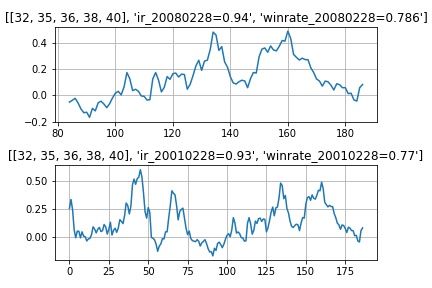 [[32, 35, 36, 38, 40], 'ir_20080228=0.94', 'winrate_20080228=0.786']
0.4
0.2
0.0
−0.2
80 100 120 140 160 180
[[32, 35, 36, 38, 40], 'ir_20010228=0.93', 'winrate_20010228=0.77']
0.50
0.25
0.00
0 25 50 75 100 125 150 175